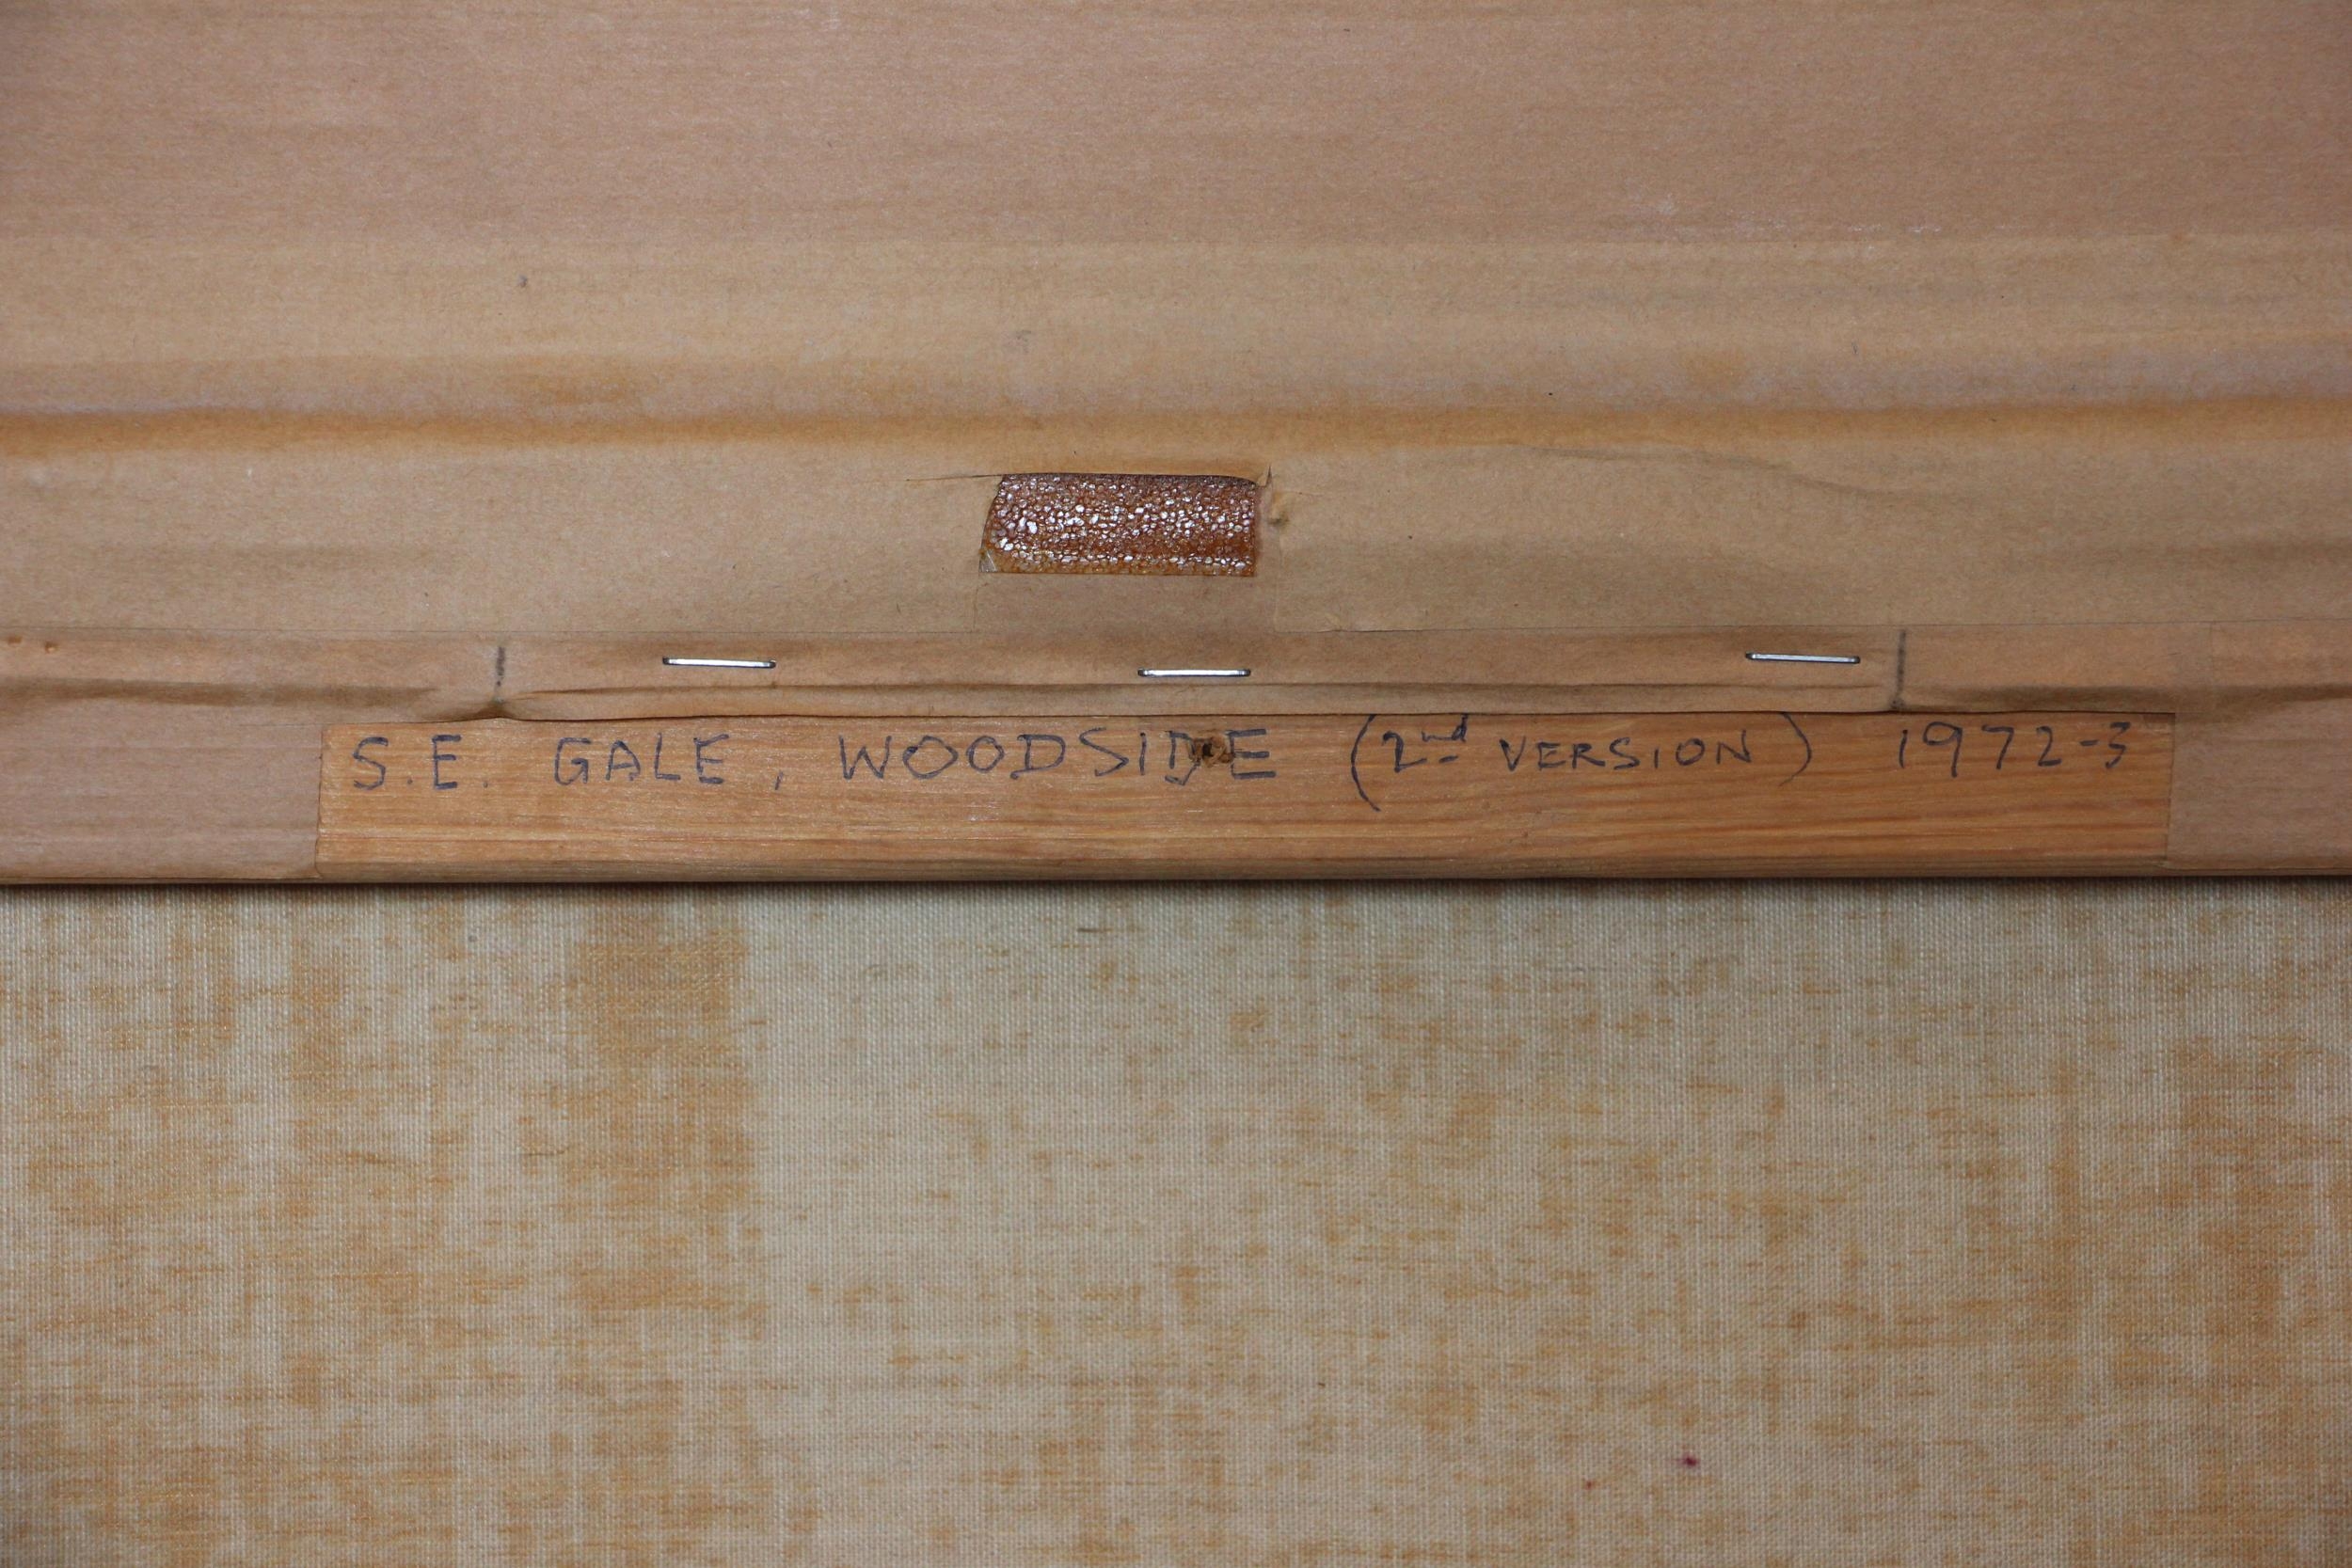 S.E. GALE, WOODSIDE (2nd VERSION) 1972-3